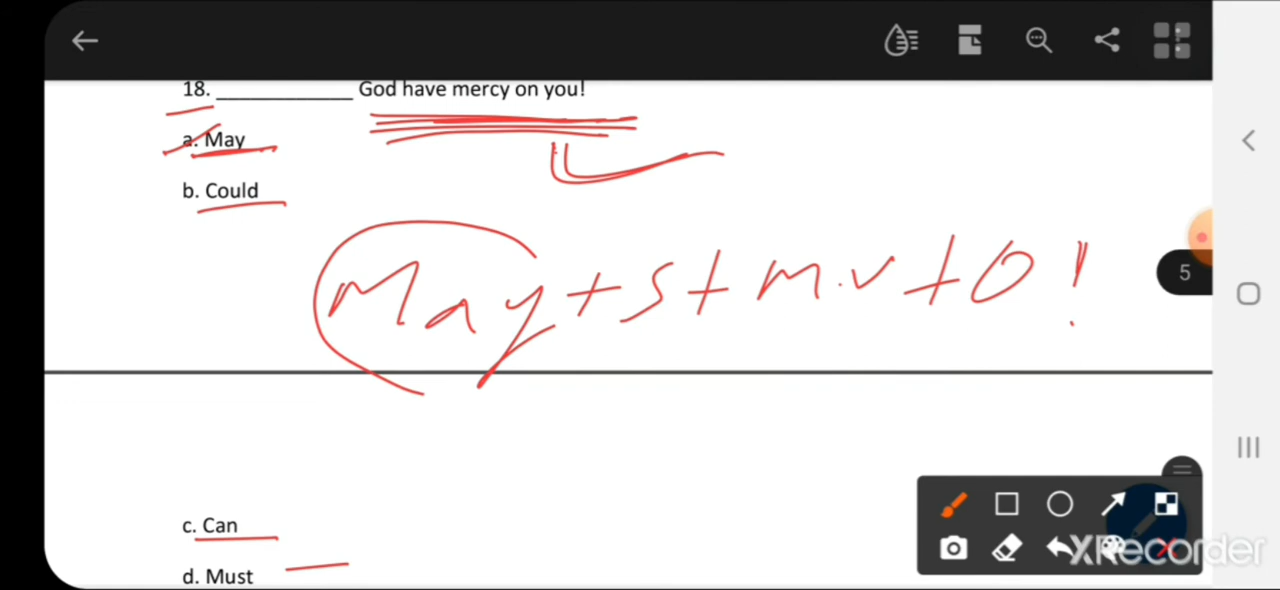 18. ____________ God have mercy on you!
a. May
b. Could
May + S + M.V + O !
5
c. Can
d. Must
XRecorder